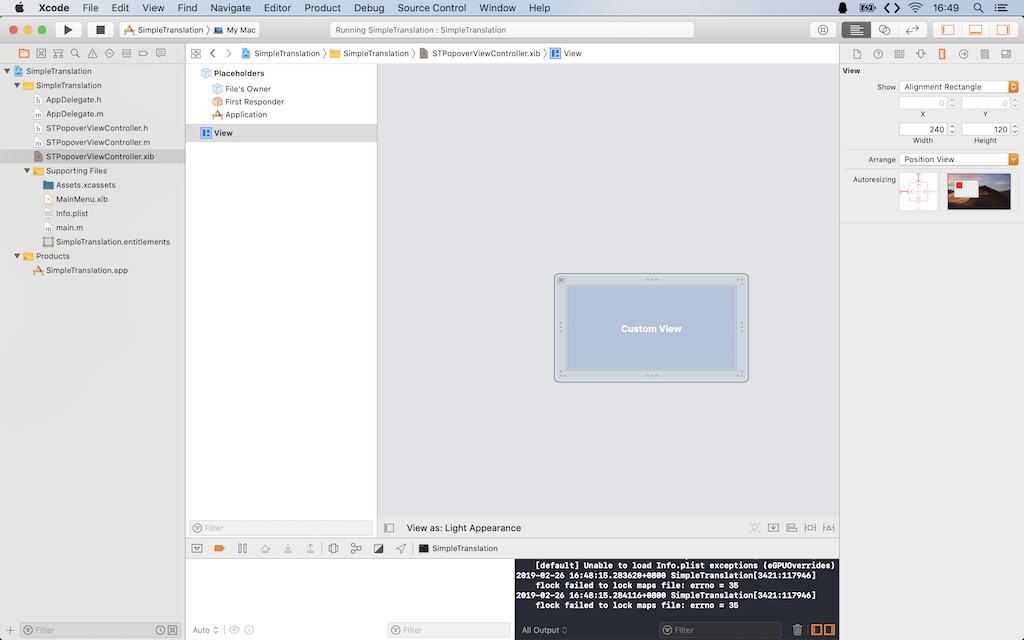 Xcode File Edit View Find Navigate Editor Product Debug Source Control Window Help 16:49
SimpleTranslation My Mac Running SimpleTranslation : SimpleTranslation
SimpleTranslation SimpleTranslation STPopoverViewController.xib View
SimpleTranslation
SimpleTranslation
AppDelegate.h
AppDelegate.m
STPopoverViewController.h
STPopoverViewController.m
STPopoverViewController.xib
Supporting Files
Assets.xcassets
MainMenu.xib
Info.plist
main.m
SimpleTranslation.entitlements
Products
SimpleTranslation.app
Filter
Placeholders
File's Owner
First Responder
Application
View
Filter
Custom View
View as: Light Appearance
SimpleTranslation
Auto
Filter
[default] Unable to load Info.plist exceptions (eGPUOverrides)
2019-02-26 16:48:15.283620+0800 SimpleTranslation[3421:117946]
flock failed to lock maps file: errno = 35
2019-02-26 16:48:15.284116+0800 SimpleTranslation[3421:117946]
flock failed to lock maps file: errno = 35
All Output
Filter
View
Show Alignment Rectangle
0 0
X Y
240 120
Width Height
Arrange Position View
Autoresizing